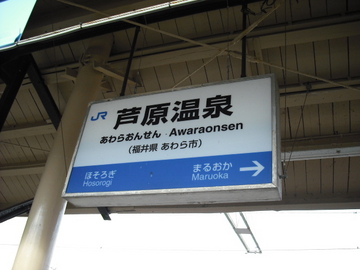 JR 芦原温泉
あわらおんせん Awaraonsen
(福井県 あわら市)
ほそろぎ まるおか →
Hosorogi Maruoka